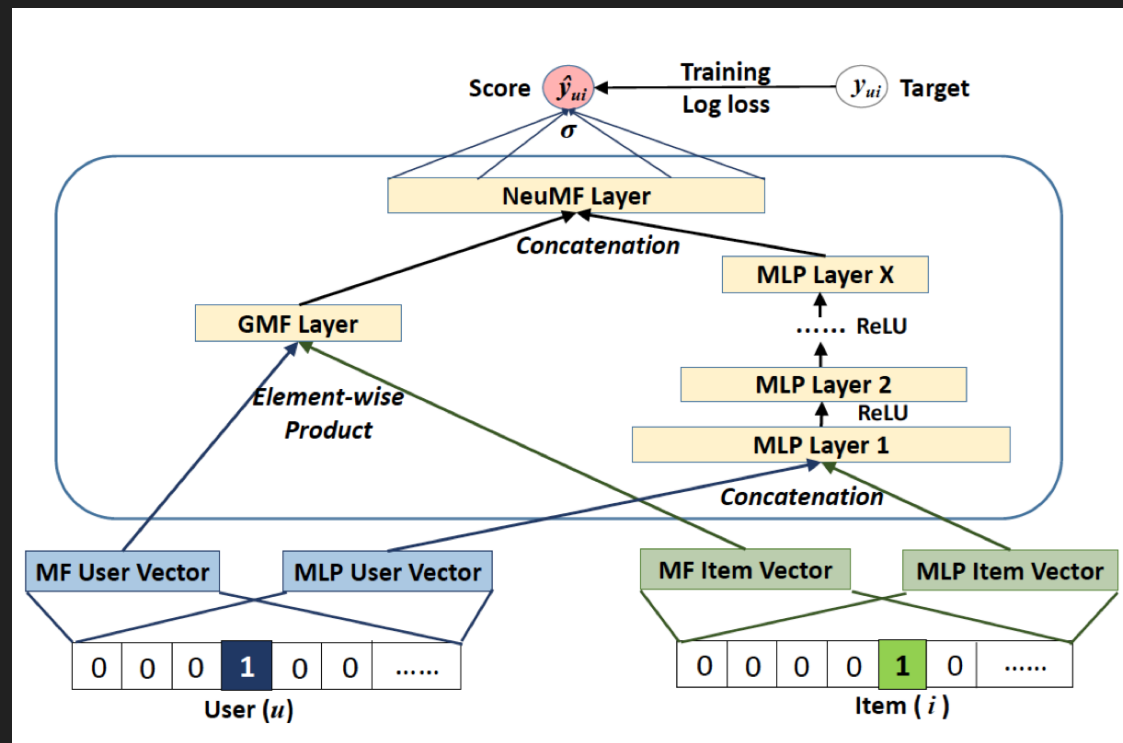 Score
ŷui
Training
Log loss
yui
Target
σ
NeuMF Layer
Concatenation
MLP Layer X
GMF Layer
...... ReLU
Element-wise
Product
MLP Layer 2
ReLU
MLP Layer 1
Concatenation
MF User Vector
MLP User Vector
MF Item Vector
MLP Item Vector
0 0 0 1 0 0 ......
0 0 0 0 1 0 ......
User (u)
Item ( i )